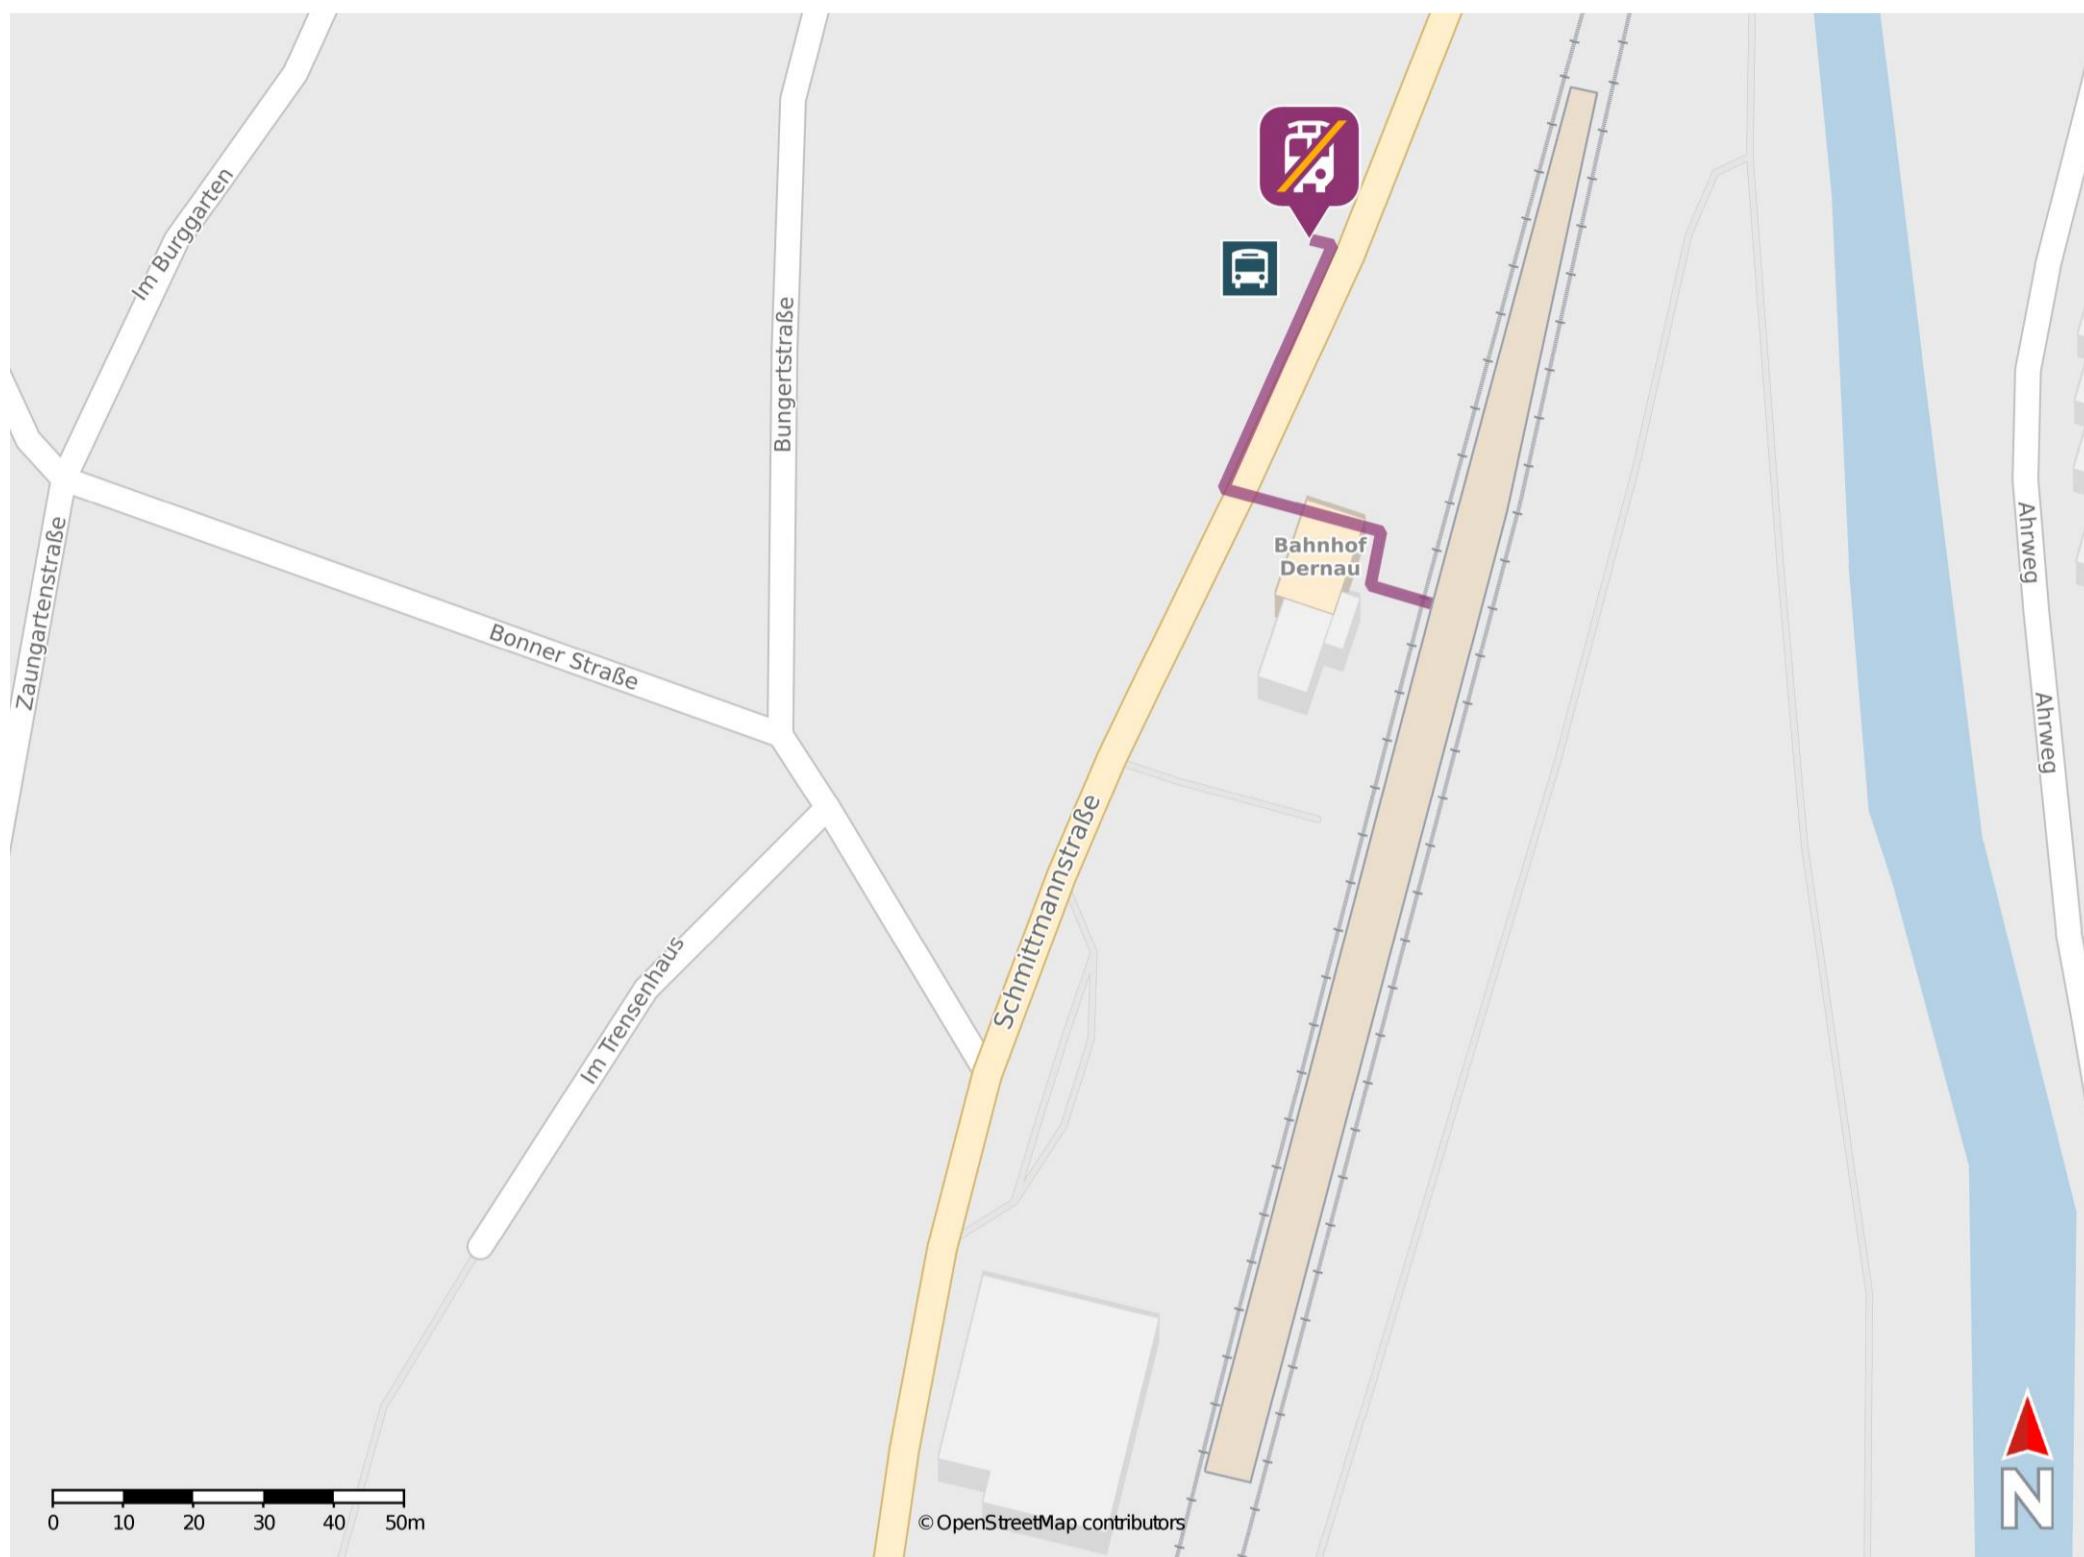 Im Burggarten
Bungertstraße
Zaungartenstraße
Bonner Straße
Bahnhof
Dernau
Ahrweg
Ahrweg
Schmittmannstraße
Im Trensenhaus
0 10 20 30 40 50m
© OpenStreetMap contributors
N